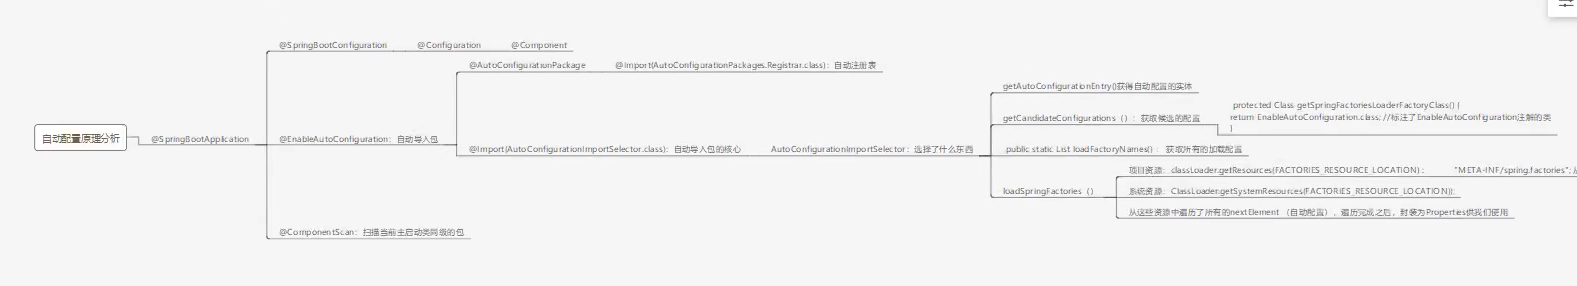 自动配置原理分析
@SpringBootApplication
@SpringBootConfiguration
@Configuration
@Component
@EnableAutoConfiguration：自动导入包
@AutoConfigurationPackage
@Import(AutoConfigurationPackages.Registrar.class)：自动注册表
@Import(AutoConfigurationImportSelector.class)：自动导入包的核心
AutoConfigurationImportSelector：选择了什么东西
getAutoConfigurationEntry()获得自动配置的实体
getCandidateConfigurations（）：获取候选的配置
protected Class getSpringFactoriesLoaderFactoryClass() {
return EnableAutoConfiguration.class; //标注了EnableAutoConfiguration注解的类
}
public static List loadFactoryNames()： 获取所有的加载配置
loadSpringFactories（）
项目资源：classLoader.getResources(FACTORIES_RESOURCE_LOCATION)；
"META-INF/spring.factories";
系统资源：ClassLoader.getSystemResources(FACTORIES_RESOURCE_LOCATION));
从这些资源中遍历了所有的nextElement （自动配置），遍历完成之后，封装为Properties供我们使用
@ComponentScan：扫描当前主启动类同级的包